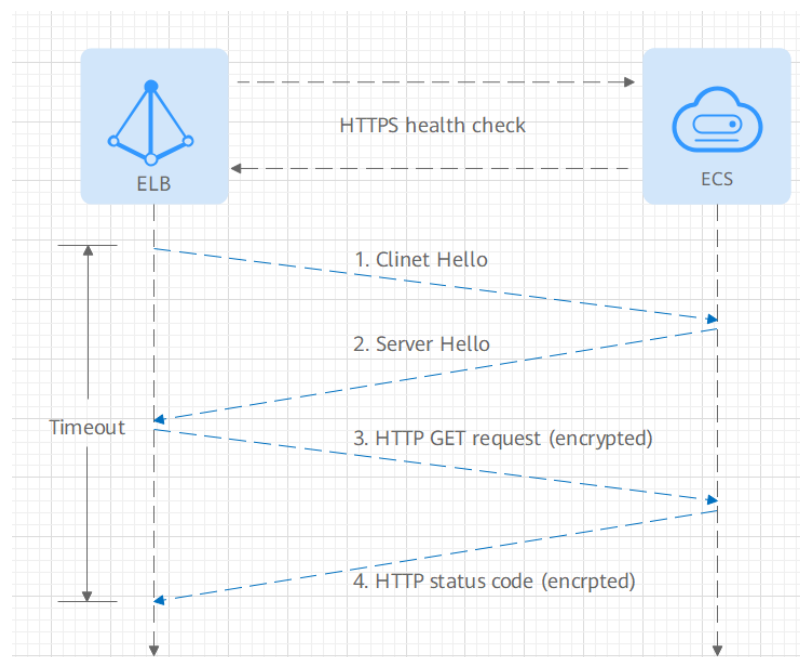 HTTPS health check
ELB
ECS
1. Clinet Hello
2. Server Hello
Timeout
3. HTTP GET request (encrypted)
4. HTTP status code (encrpted)